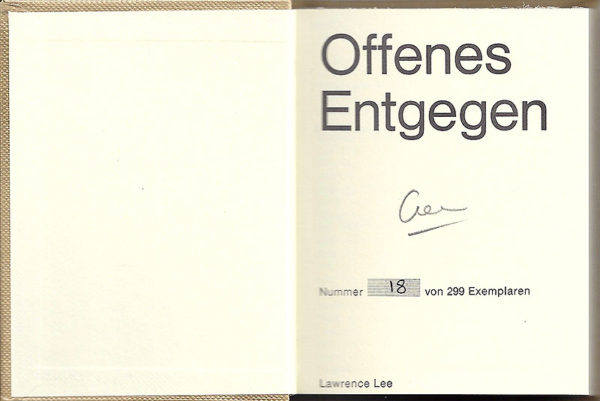 Offenes
Entgegen
Nummer 18 von 299 Exemplaren
Lawrence Lee